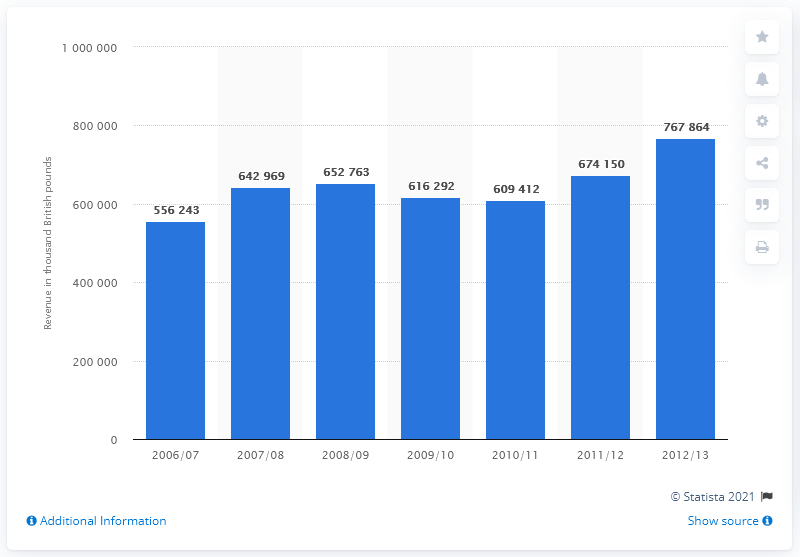 Revenue in thousand British pounds
1 000 000
800 000
600 000
400 000
200 000
0
556 243
642 969
652 763
616 292
609 412
674 150
767 864
2006/07 2007/08 2008/09 2009/10 2010/11 2011/12 2012/13
© Statista 2021
Additional Information Show source